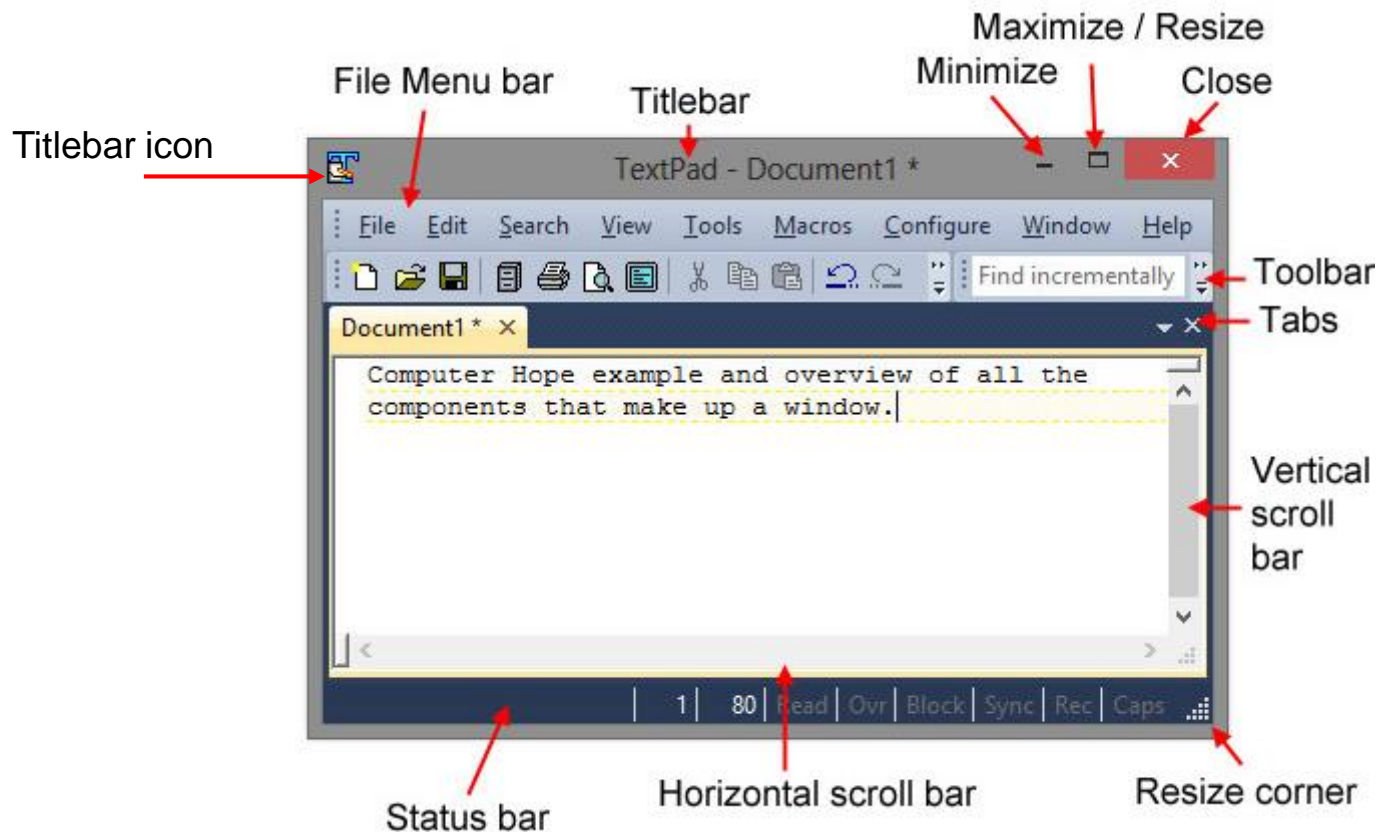 Maximize / Resize
File Menu bar
Titlebar
Minimize
Close
Titlebar icon
TextPad - Document1 *
File Edit Search View Tools Macros Configure Window Help
Find incrementally
Toolbar
Document1 *
Tabs
Computer Hope example and overview of all the
components that make up a window.
Vertical
scroll
bar
1 80 Read Ovr Block Sync Rec Caps
Status bar
Horizontal scroll bar
Resize corner